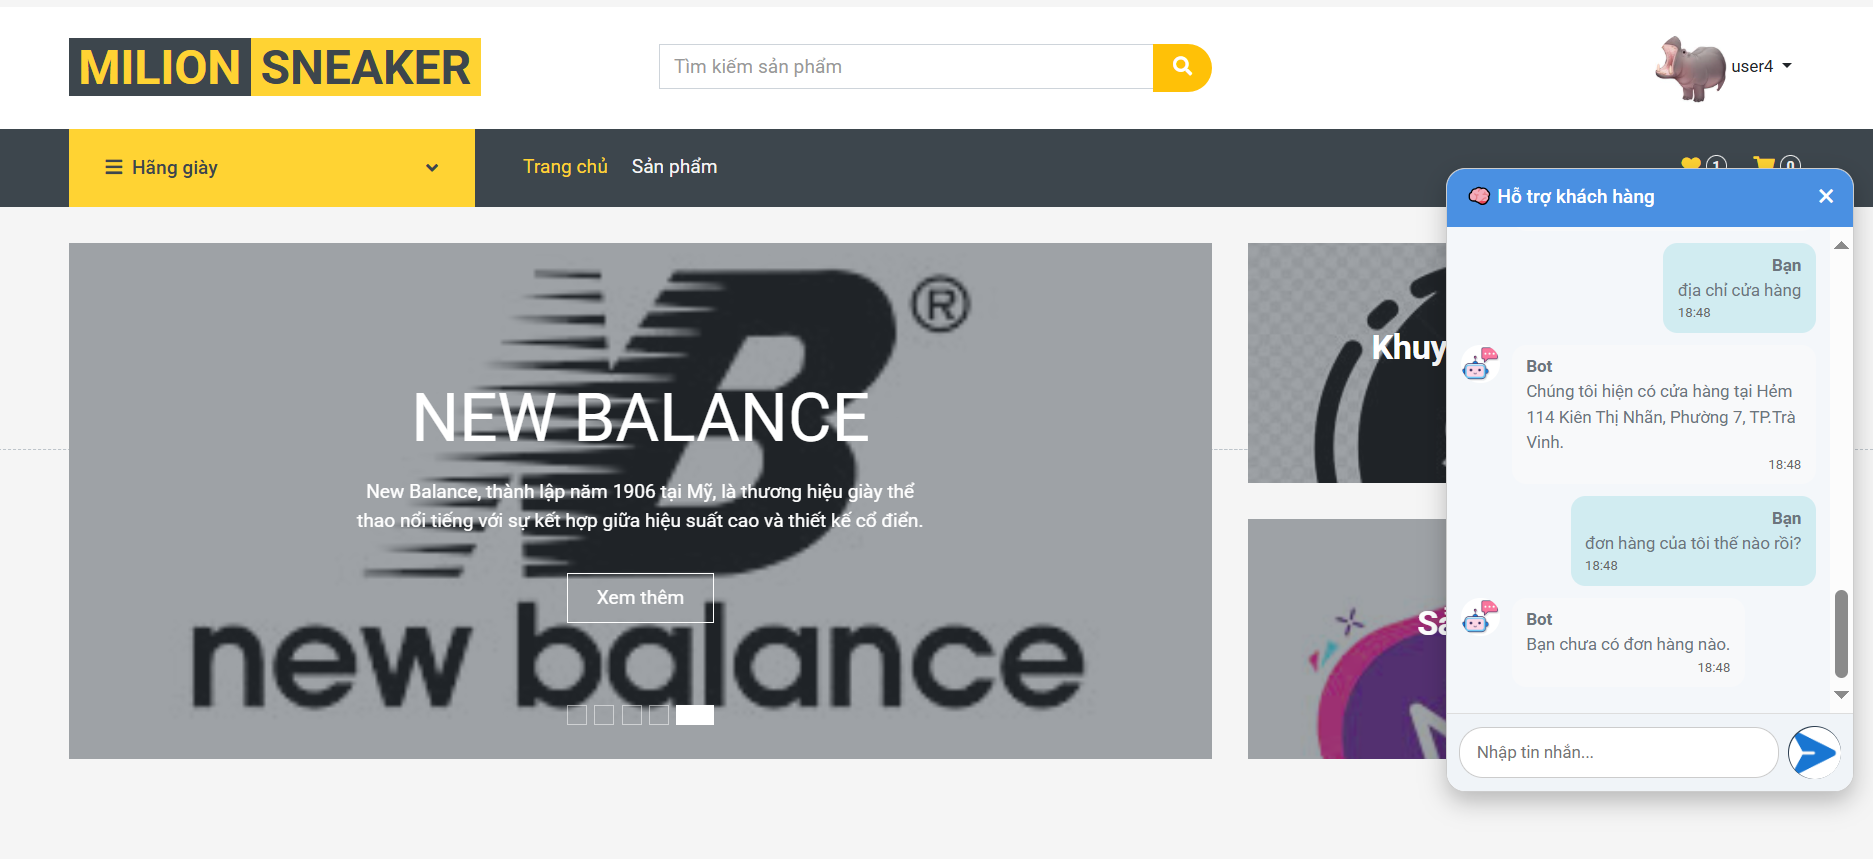 MILION SNEAKER
Tìm kiếm sản phẩm
user4
Hãng giày
Trang chủ
Sản phẩm
1
0
NEW BALANCE
New Balance, thành lập năm 1906 tại Mỹ, là thương hiệu giày thể
thao nổi tiếng với sự kết hợp giữa hiệu suất cao và thiết kế cổ điển.
Xem thêm
new balance
®
Khuy
Hỗ trợ khách hàng
Bạn
địa chỉ cửa hàng
18:48
Bot
Chúng tôi hiện có cửa hàng tại Hẻm
114 Kiên Thị Nhẫn, Phường 7, TP.Trà
Vinh.
18:48
Bạn
đơn hàng của tôi thế nào rồi?
18:48
Bot
Bạn chưa có đơn hàng nào.
18:48
Nhập tin nhắn...